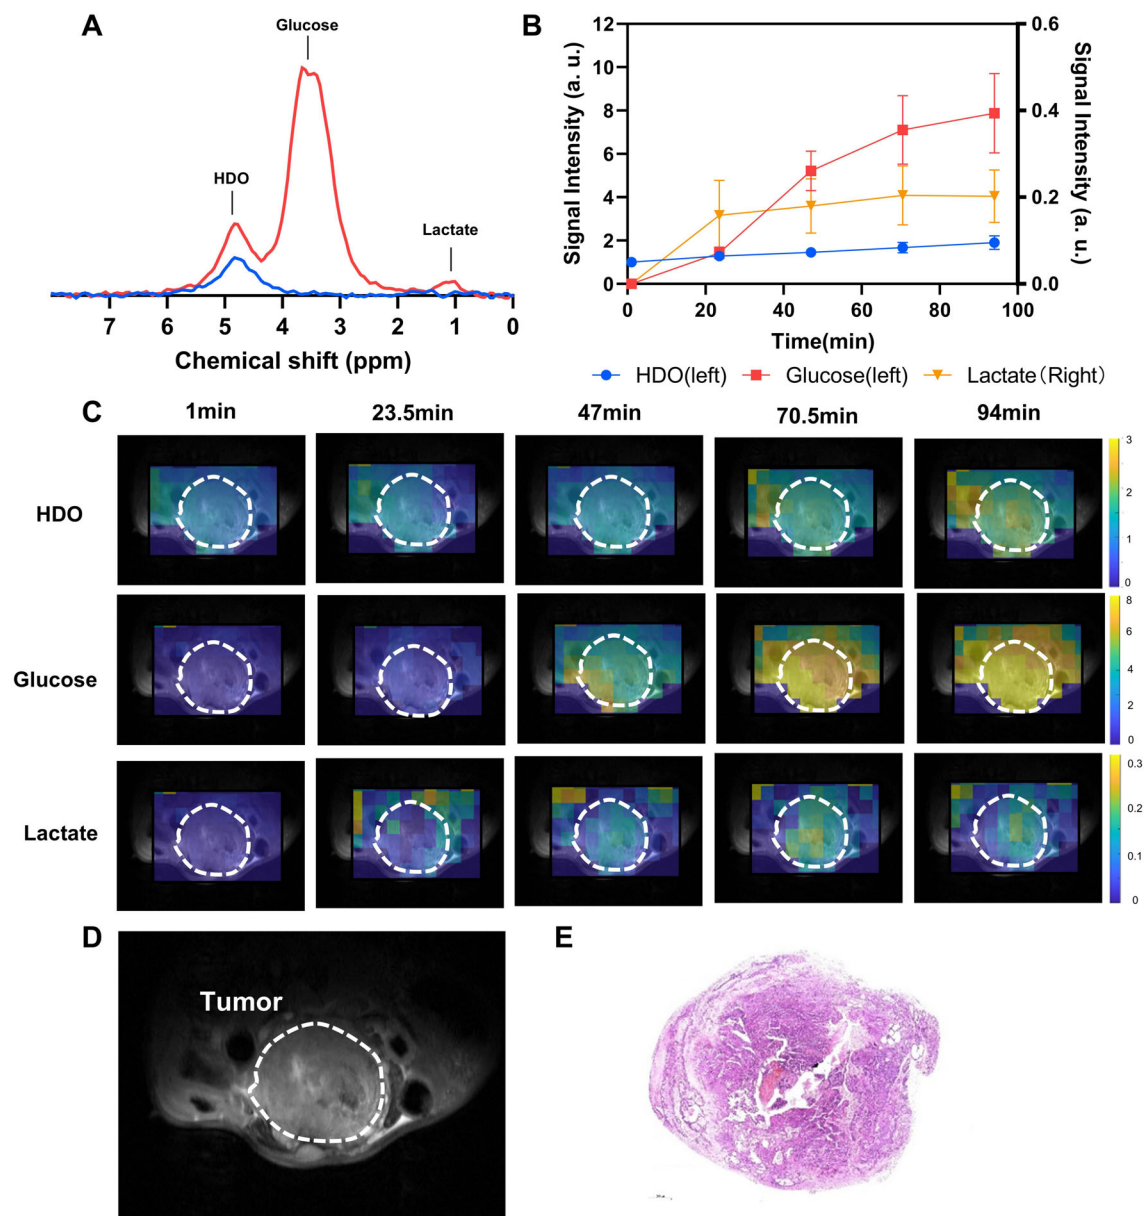 A
Glucose
HDO
Lactate
7 6 5 4 3 2 1 0
Chemical shift (ppm)
B
12
10
8
6
4
2
0
Signal Intensity (a. u.)
0.6
0.4
0.2
0.0
Signal Intensity (a. u.)
0 20 40 60 80 100
Time(min)
HDO(left) Glucose(left) Lactate（Right）
C
1min 23.5min 47min 70.5min 94min
HDO
3
2
1
0
Glucose
8
6
4
2
0
Lactate
0.3
0.2
0.1
0
D
Tumor
E